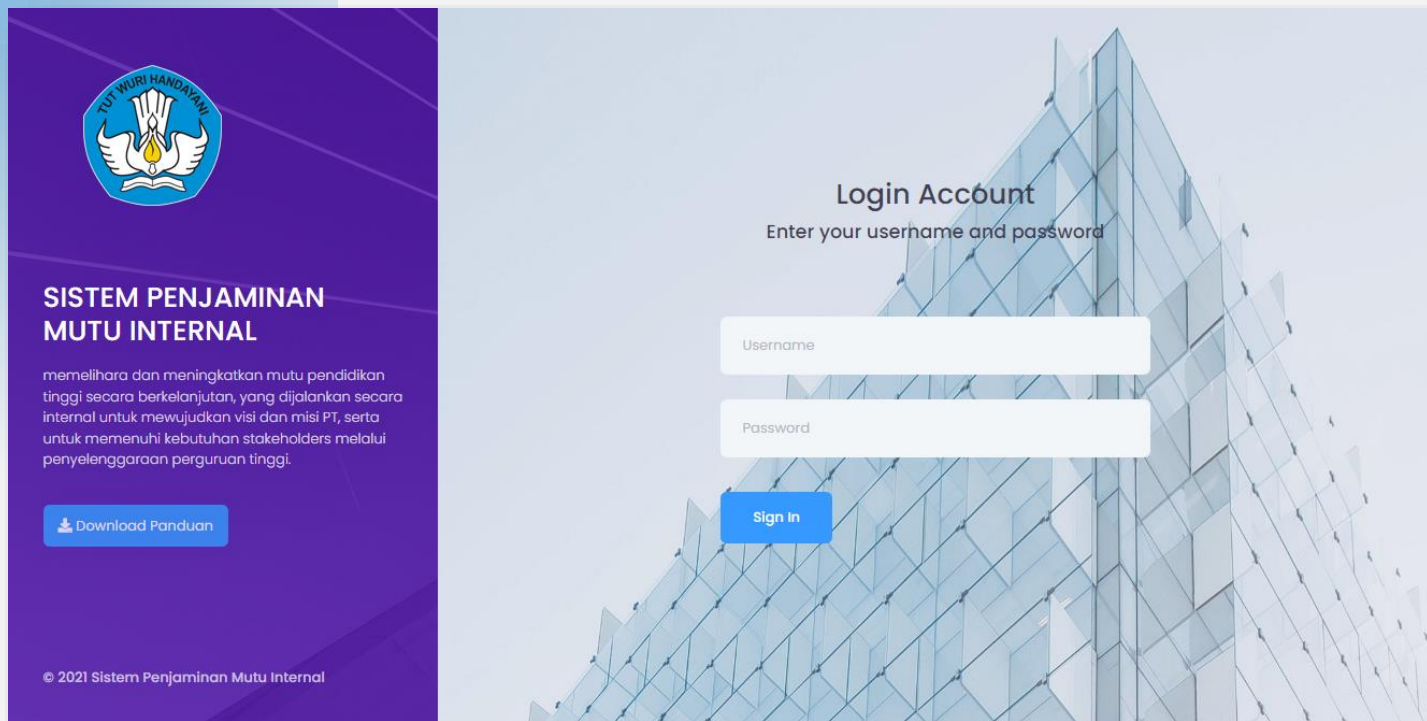 TUT WURI HANDAYANI
SISTEM PENJAMINAN
MUTU INTERNAL
memelihara dan meningkatkan mutu pendidikan
tinggi secara berkelanjutan, yang dijalankan secara
internal untuk mewujudkan visi dan misi PT, serta
untuk memenuhi kebutuhan stakeholders melalui
penyelenggaraan perguruan tinggi.
Download Panduan
© 2021 Sistem Penjaminan Mutu Internal
Login Account
Enter your username and password
Username
Password
Sign In